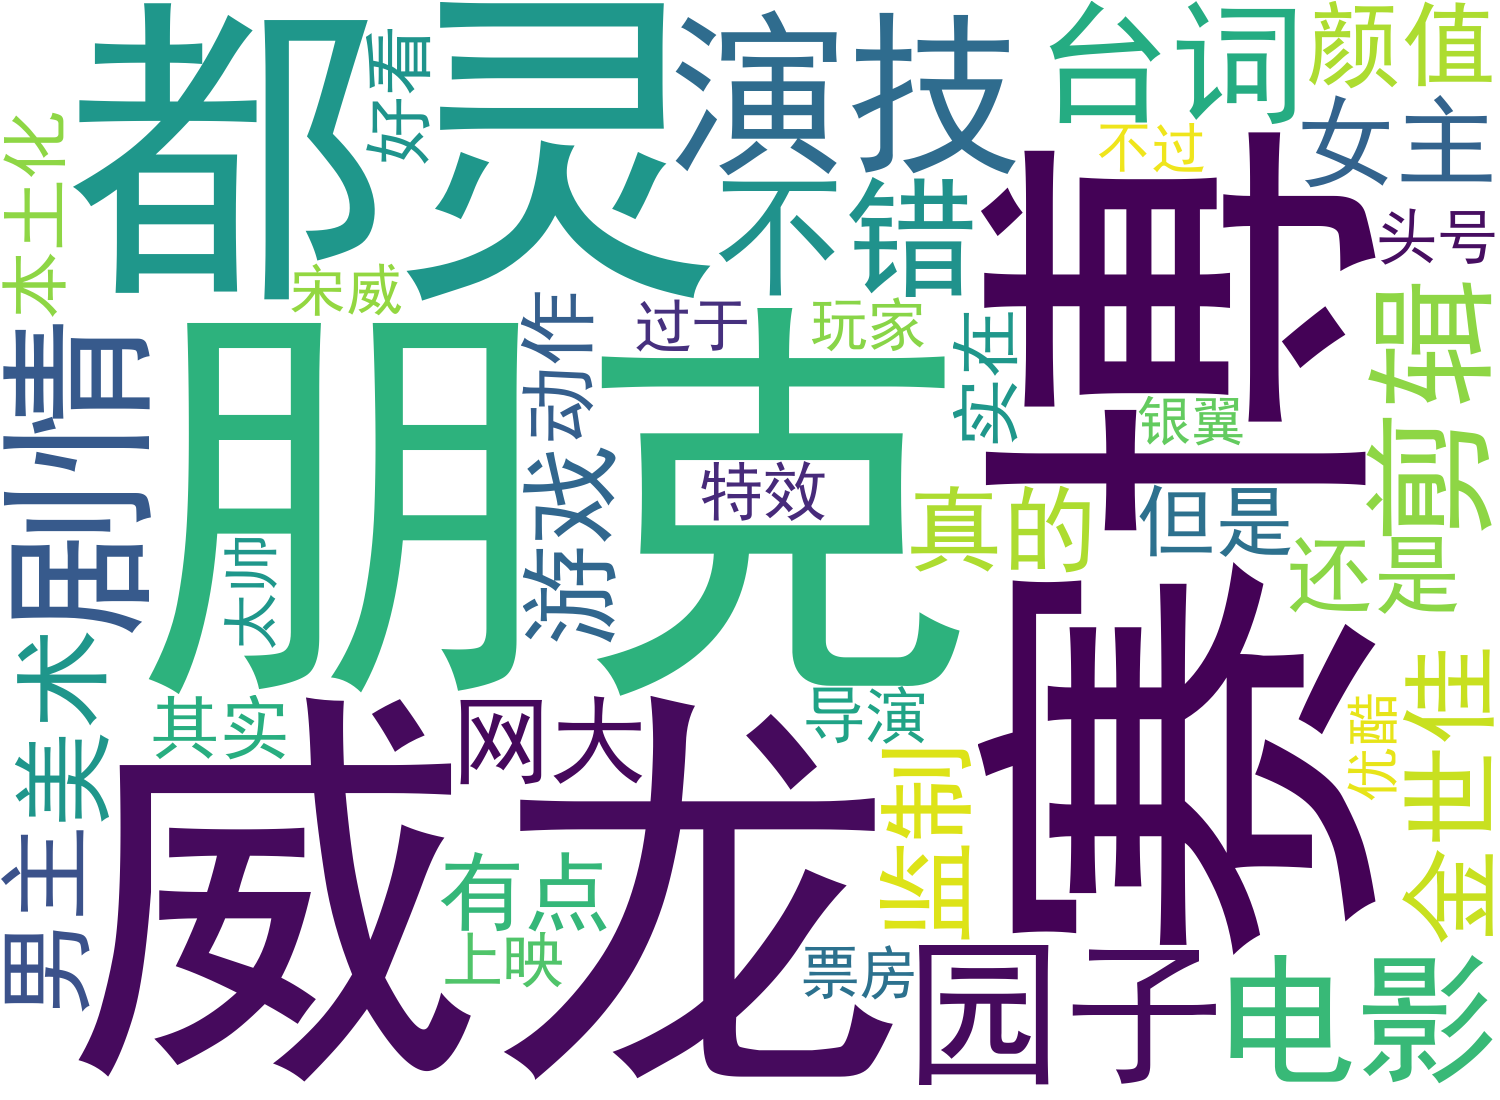 都灵
好看
演技
台词
颜值
不过
女主
本土化
不错
博赛
头号
宋威
动作
过于
玩家
实在
剪辑
剧情
朋克
银翼
游戏
特效
真的
但是
还是
太帅
美术
其实
威龙
网大
导演
监制
优酷
金世佳
男主
有点
上映
票房
园子
电影